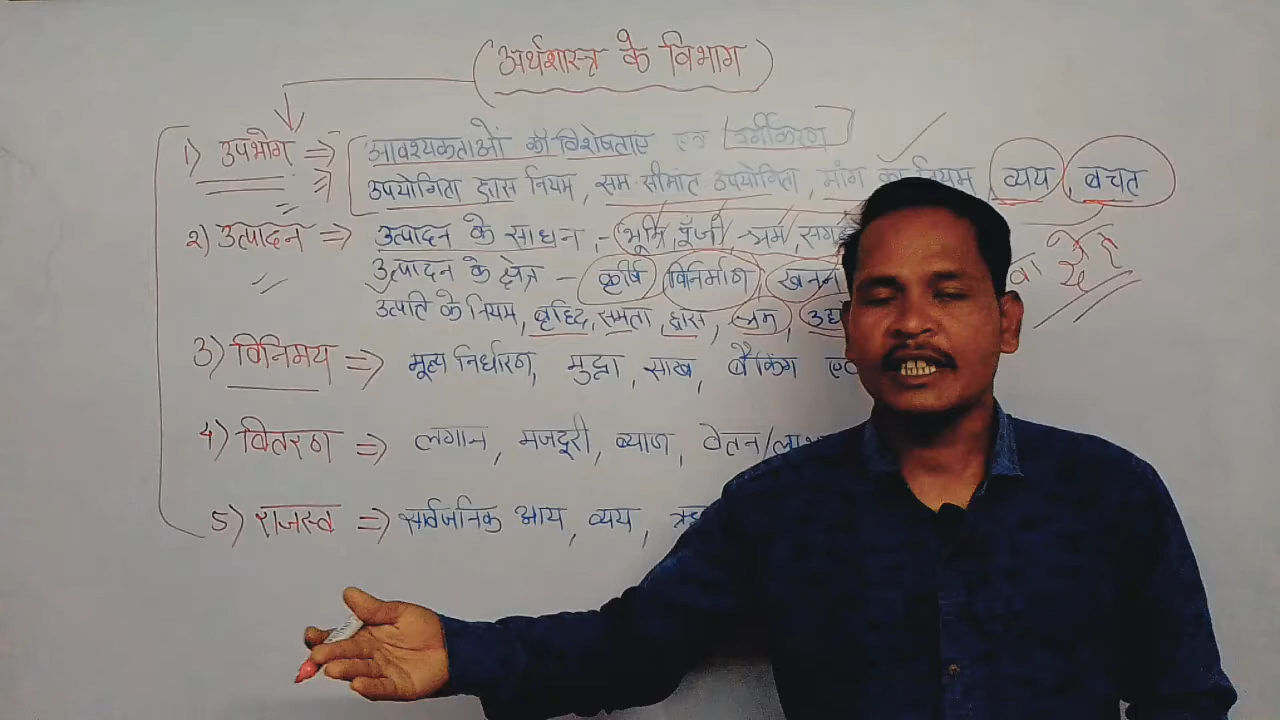 (अर्थशास्त्र के विभाग)
1) उपभोग => आवश्यकताओं की विशेषताएं एवं वर्गीकरण
उपयोगिता ह्रास नियम, सम-सीमांत उपयोगिता, मांग का नियम, व्यय, बचत
2) उत्पादन => उत्पादन के साधन, - भूमि, पूँजी, श्रम,
उत्पादन के क्षेत्र - कृषि विनिर्माण, खनन
उत्पति के नियम, वृध्दि, समता, ह्रास, श्रम,
3) विनिमय => मूल्य निर्धारण, मुद्रा, साख, बैंकिंग
4) वितरण => लगान, मजदूरी, ब्याज, वेतन/
5) राजस्व => सार्वजनिक आय, व्यय,